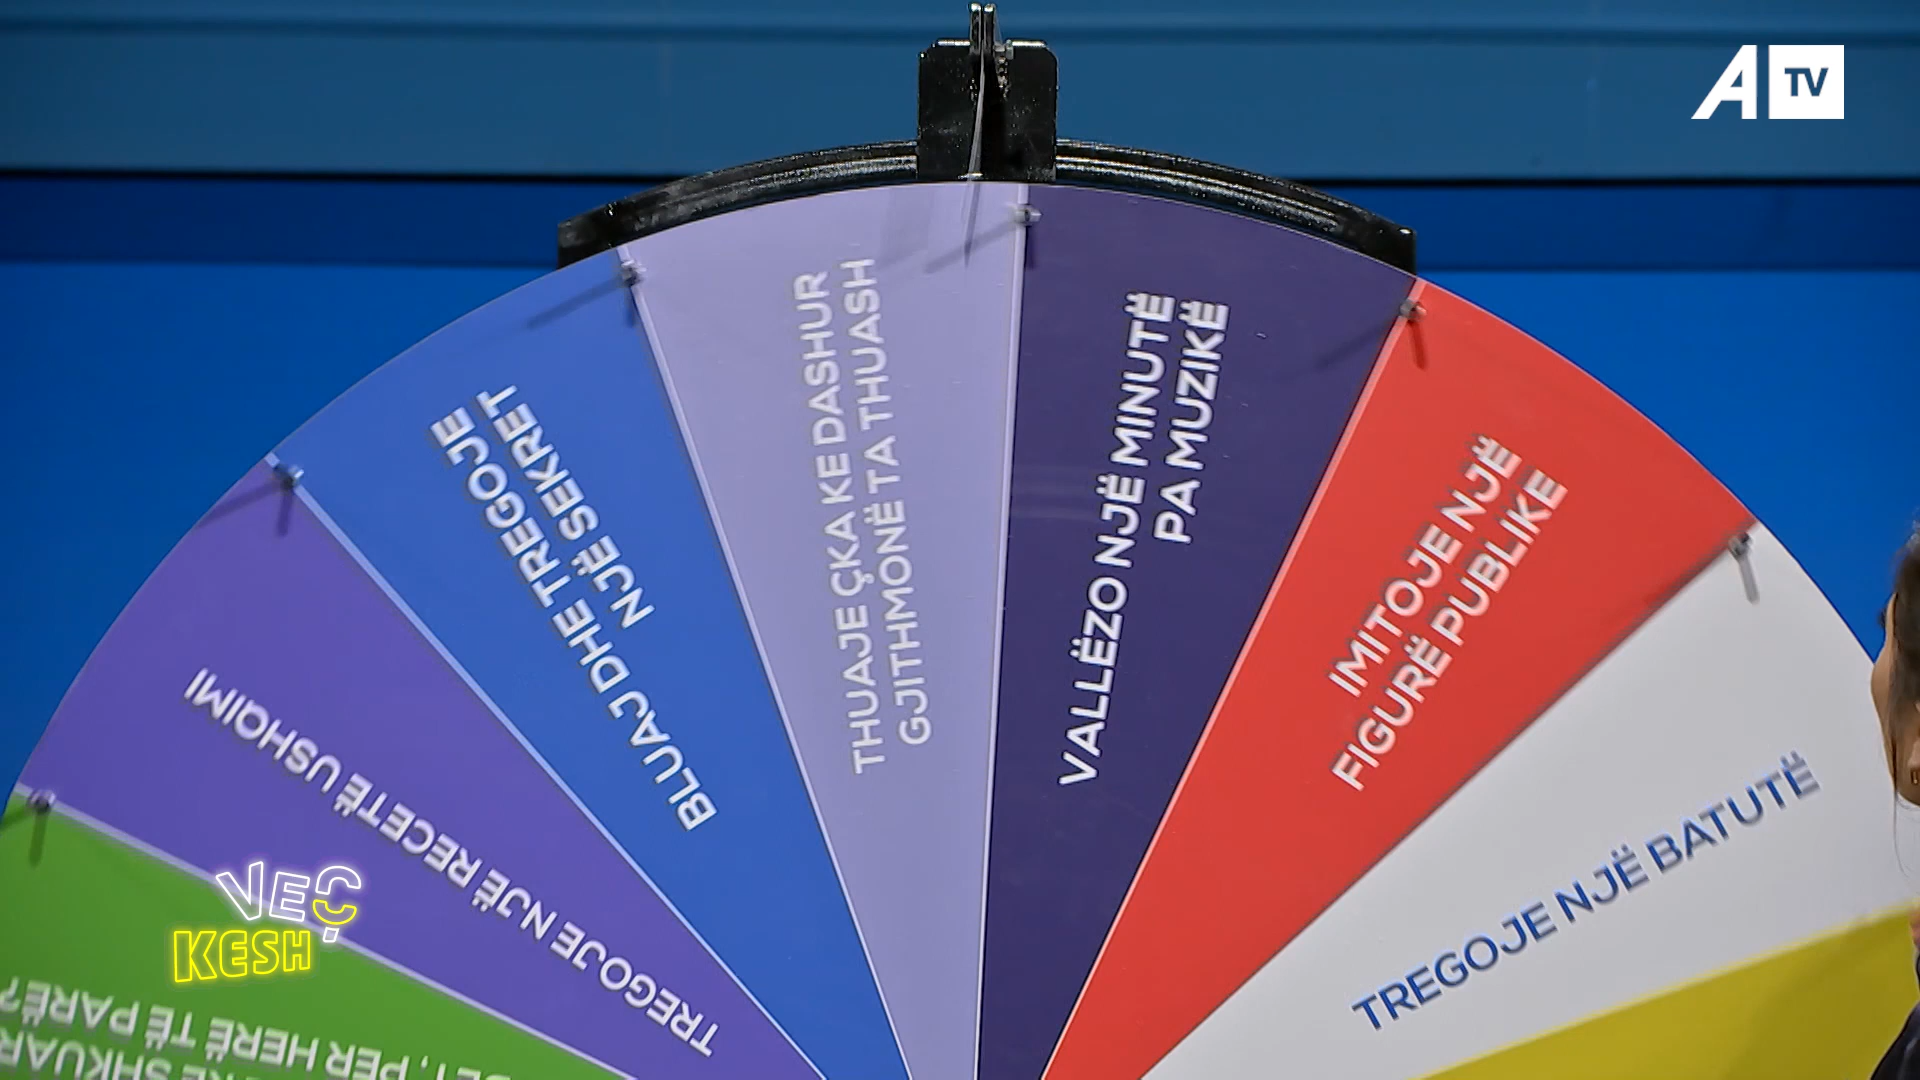 A TV
THUAJE ÇKA KE DASHUR
GJITHMONË TA THUASH
VALLËZO NJË MINUTË
PA MUZIKË
IMITOJE NJË
FIGURË PUBLIKE
TREGOJE NJË BATUTË
BLUAJ DHE TREGOJE
NJË SEKRET
TREGOJE NJË RECETË USHQIMI
SHKUAR
PËR HERË TË PARË?
VEÇ
KESH